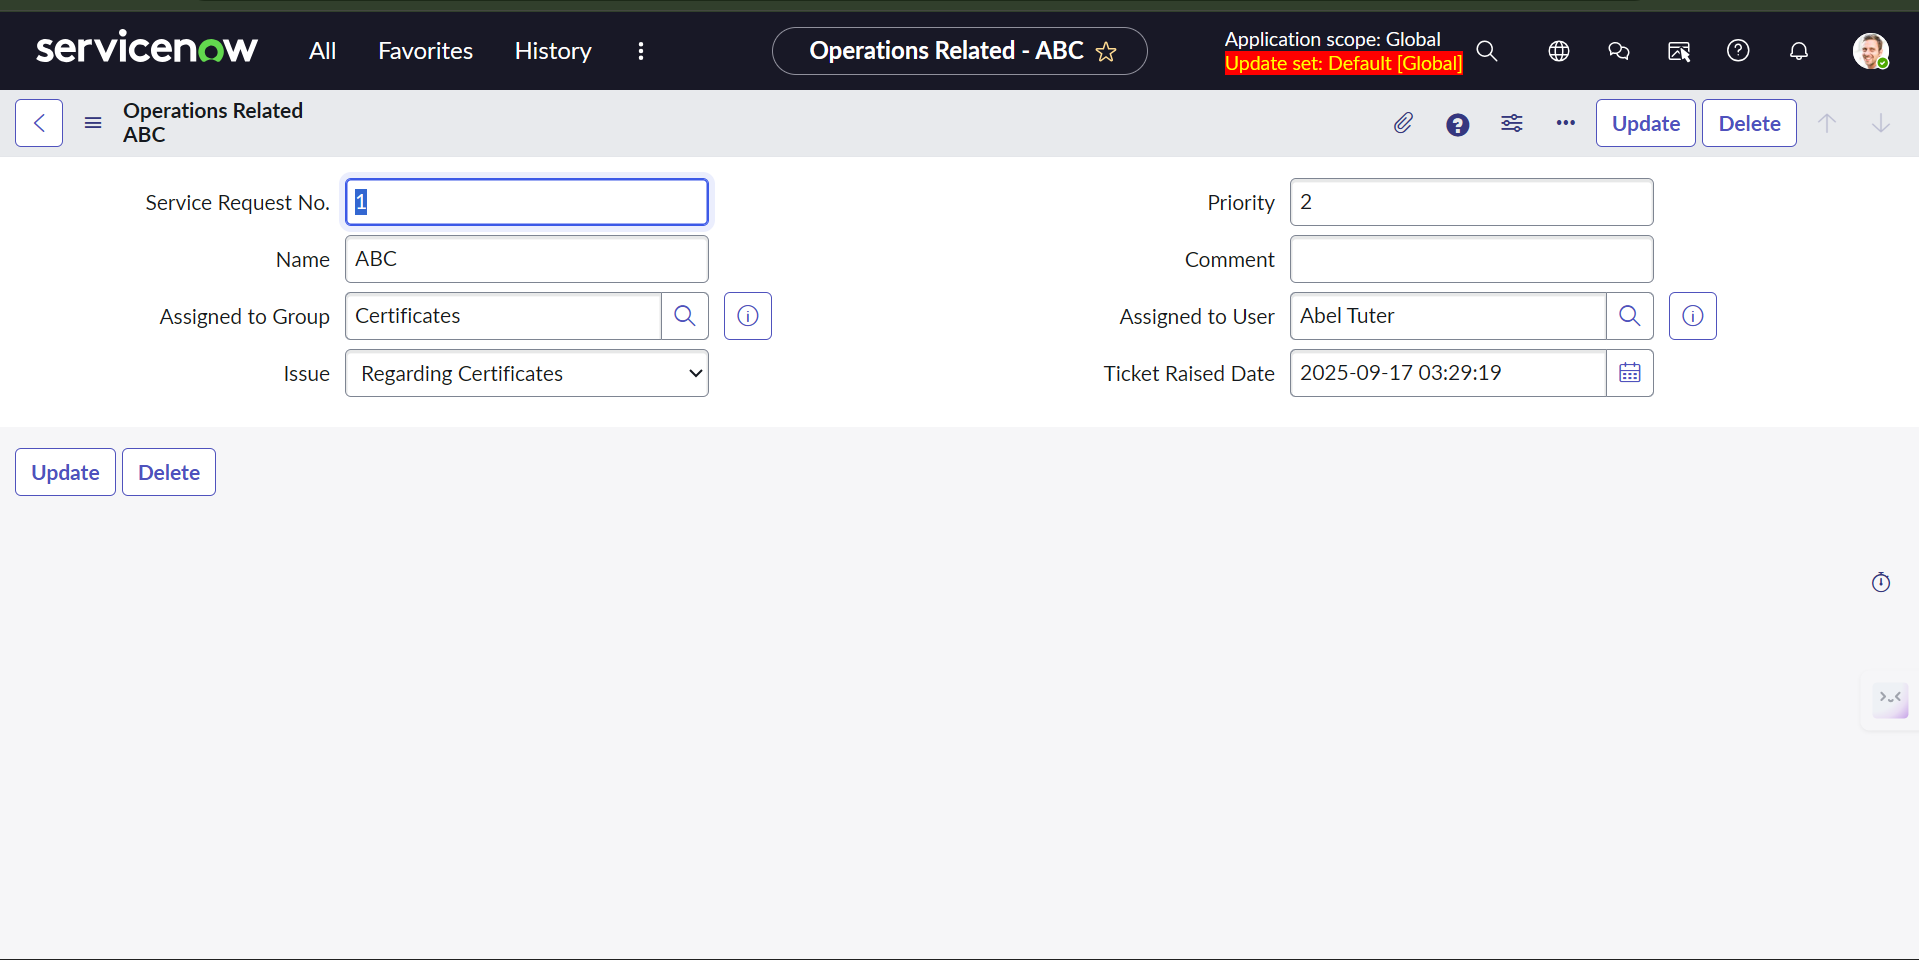 servicenow
All
Favorites
History
Operations Related - ABC
Application scope: Global
Update set: Default [Global]
Operations Related
ABC
Update
Delete
Service Request No.
1
Priority
2
Name
ABC
Comment
Assigned to Group
Certificates
Assigned to User
Abel Tuter
Issue
Regarding Certificates
Ticket Raised Date
2025-09-17 03:29:19
Update
Delete